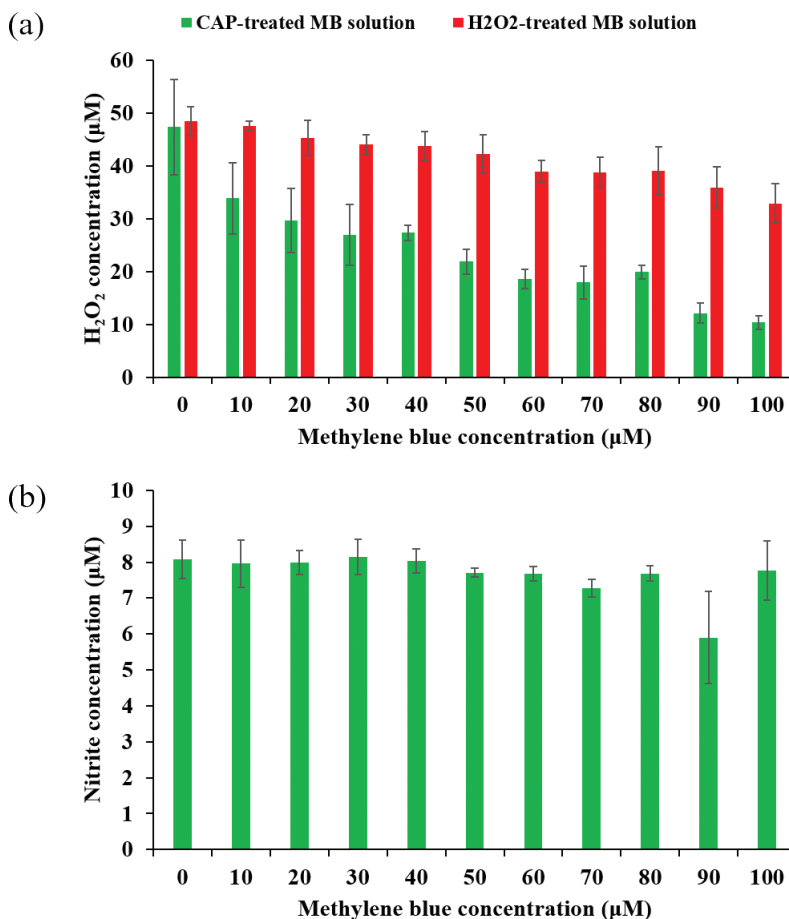 (a)
CAP-treated MB solution H2O2-treated MB solution
60
50
40
30
20
10
0
H₂O₂ concentration (µM)
0 10 20 30 40 50 60 70 80 90 100
Methylene blue concentration (µM)
(b)
10
9
8
7
6
5
4
3
2
1
0
Nitrite concentration (µM)
0 10 20 30 40 50 60 70 80 90 100
Methylene blue concentration (µM)